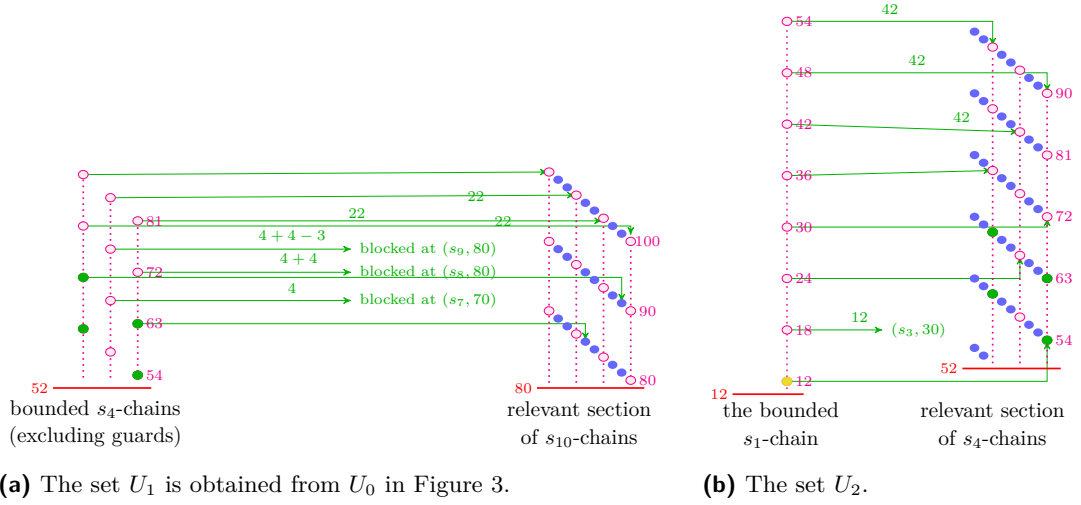 42
54
42
48
90
42
42
81
36
72
30
24
63
12
18
(s3, 30)
54
12
52
12
the bounded
s1-chain
relevant section
of s4-chains
22
22
81
22
4 + 4 − 3
blocked at (s9, 80)
100
4 + 4
72
blocked at (s8, 80)
4
blocked at (s7, 70)
90
63
54
80
52
80
bounded s4-chains
(excluding guards)
relevant section
of s10-chains
(a) The set U1 is obtained from U0 in Figure 3.
(b) The set U2.